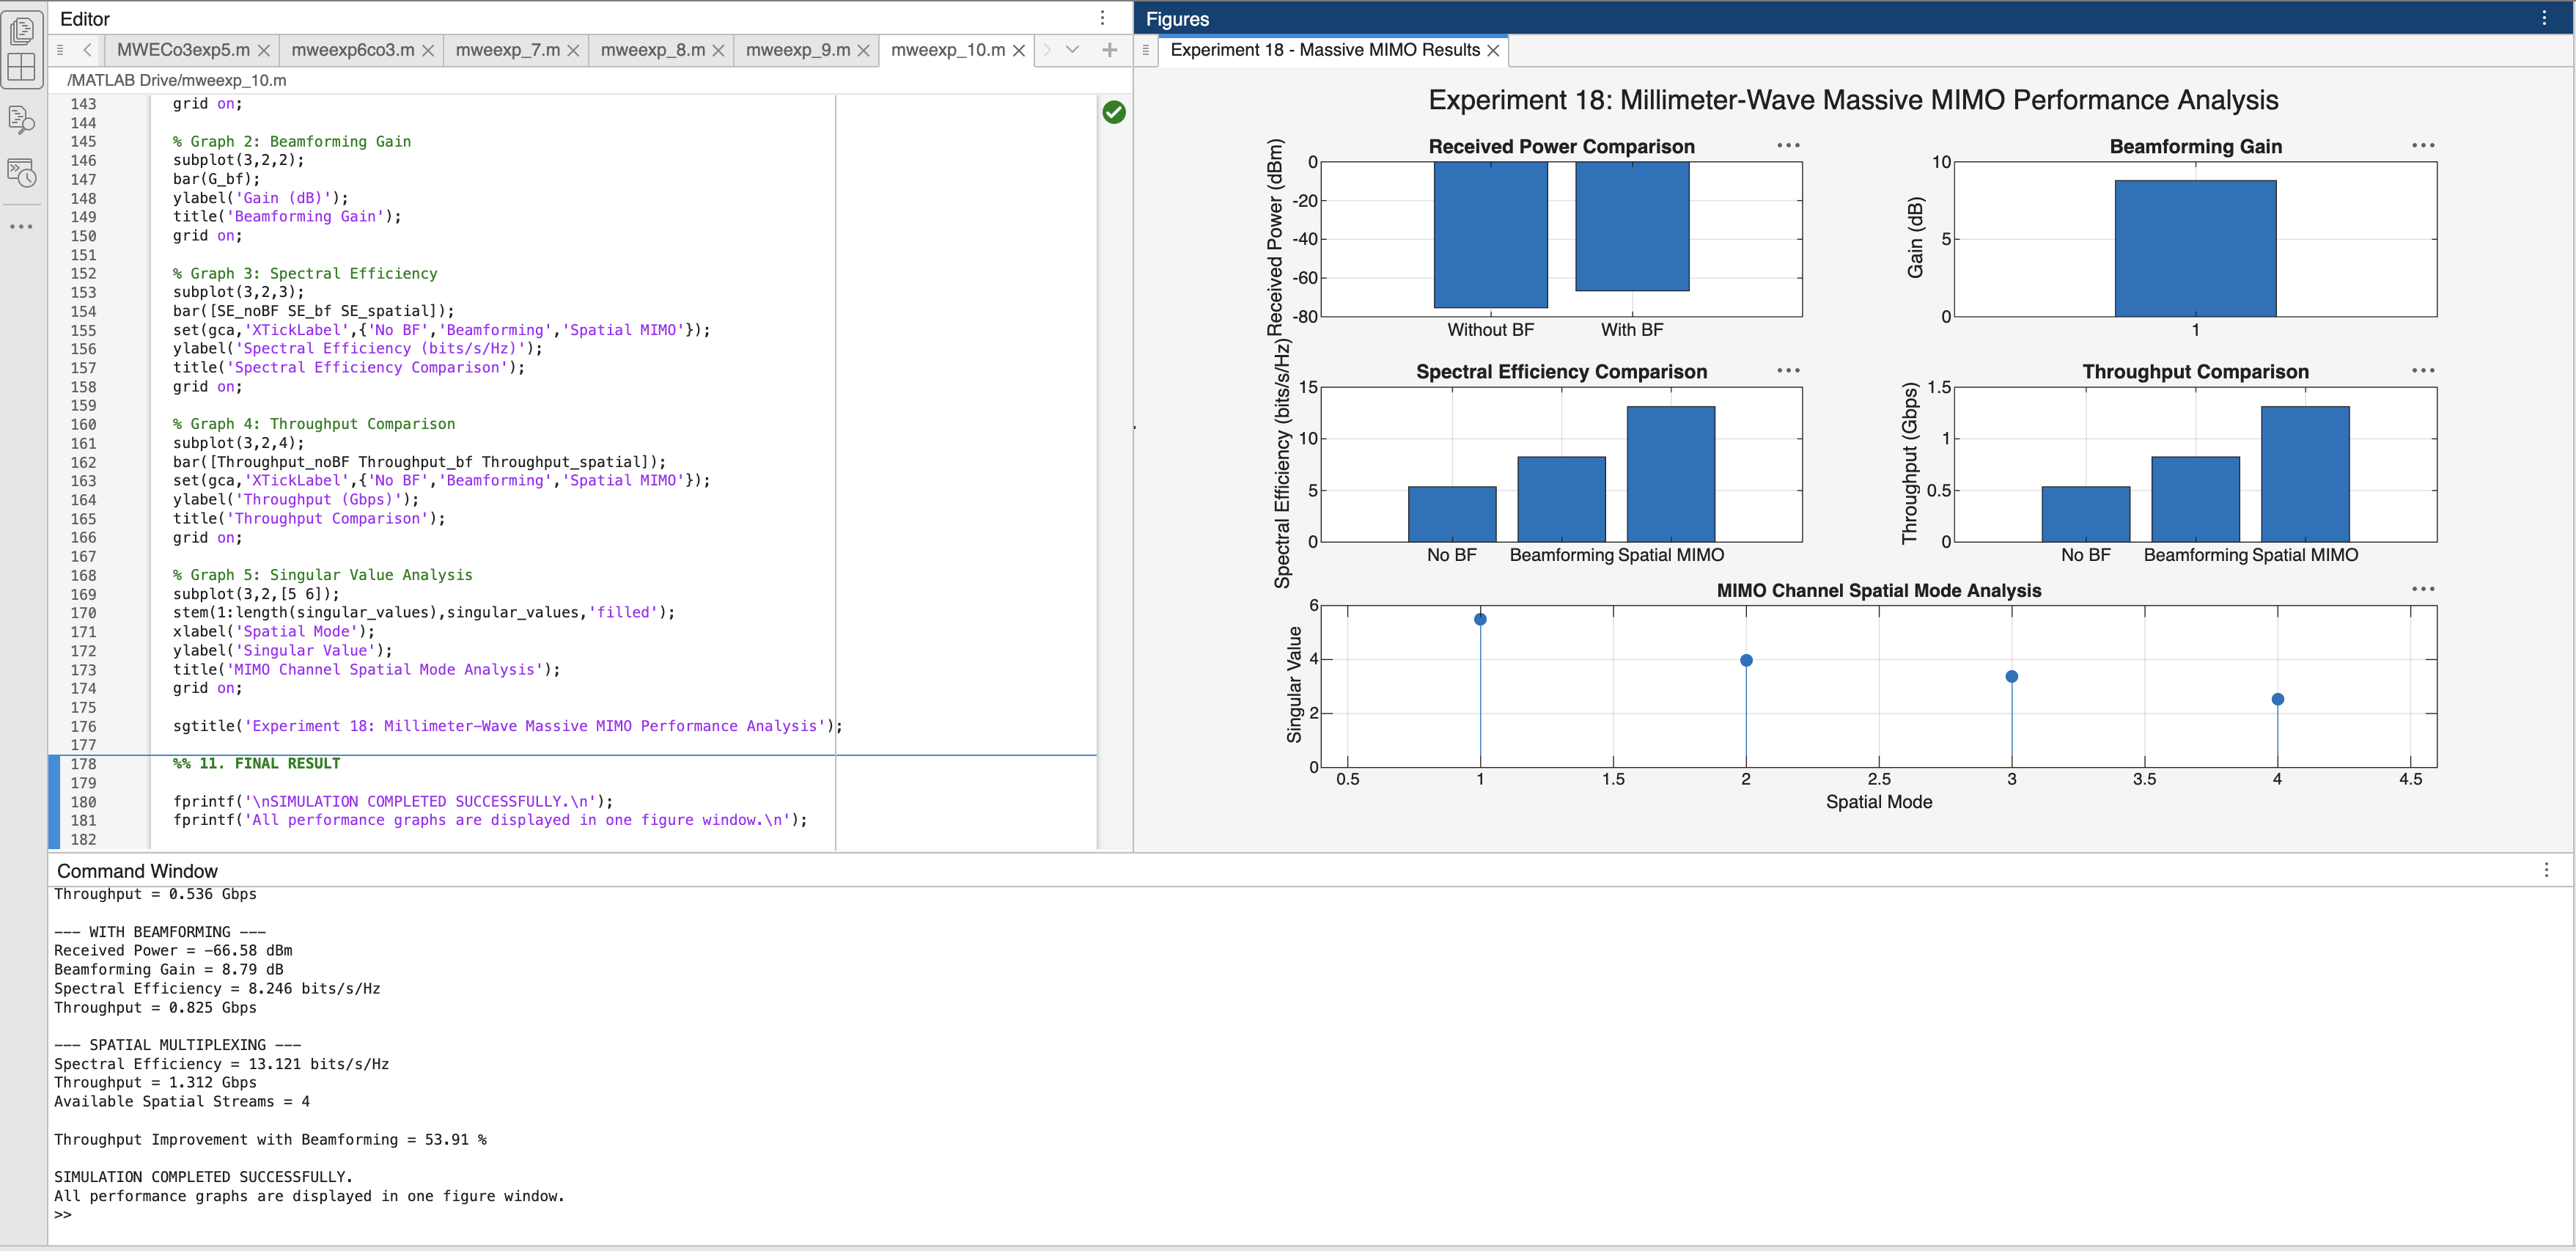 Editor
MWECo3exp5.m
mweexp6co3.m
mweexp_7.m
mweexp_8.m
mweexp_9.m
mweexp_10.m
/MATLAB Drive/mweexp_10.m
143 grid on;
144
145 % Graph 2: Beamforming Gain
146 subplot(3,2,2);
147 bar(G_bf);
148 ylabel('Gain (dB)');
149 title('Beamforming Gain');
150 grid on;
151
152 % Graph 3: Spectral Efficiency
153 subplot(3,2,3);
154 bar([SE_noBF SE_bf SE_spatial]);
155 set(gca,'XTickLabel',{'No BF','Beamforming','Spatial MIMO'});
156 ylabel('Spectral Efficiency (bits/s/Hz)');
157 title('Spectral Efficiency Comparison');
158 grid on;
159
160 % Graph 4: Throughput Comparison
161 subplot(3,2,4);
162 bar([Throughput_noBF Throughput_bf Throughput_spatial]);
163 set(gca,'XTickLabel',{'No BF','Beamforming','Spatial MIMO'});
164 ylabel('Throughput (Gbps)');
165 title('Throughput Comparison');
166 grid on;
167
168 % Graph 5: Singular Value Analysis
169 subplot(3,2,[5 6]);
170 stem(1:length(singular_values),singular_values,'filled');
171 xlabel('Spatial Mode');
172 ylabel('Singular Value');
173 title('MIMO Channel Spatial Mode Analysis');
174 grid on;
175
176 sgtitle('Experiment 18: Millimeter-Wave Massive MIMO Performance Analysis');
177
178 %% 11. FINAL RESULT
179
180 fprintf('\nSIMULATION COMPLETED SUCCESSFULLY.\n');
181 fprintf('All performance graphs are displayed in one figure window.\n');
182
Figures
Experiment 18 - Massive MIMO Results
Experiment 18: Millimeter-Wave Massive MIMO Performance Analysis
Received Power Comparison
Received Power (dBm)
0
-20
-40
-60
-80
Without BF With BF
Beamforming Gain
Gain (dB)
10
5
0
1
Spectral Efficiency Comparison
Spectral Efficiency (bits/s/Hz)
15
10
5
0
No BF Beamforming Spatial MIMO
Throughput Comparison
Throughput (Gbps)
1.5
1
0.5
0
No BF Beamforming Spatial MIMO
MIMO Channel Spatial Mode Analysis
Singular Value
6
4
2
0
0.5 1 1.5 2 2.5 3 3.5 4 4.5
Spatial Mode
Command Window
Throughput = 0.536 Gbps
--- WITH BEAMFORMING ---
Received Power = -66.58 dBm
Beamforming Gain = 8.79 dB
Spectral Efficiency = 8.246 bits/s/Hz
Throughput = 0.825 Gbps
--- SPATIAL MULTIPLEXING ---
Spectral Efficiency = 13.121 bits/s/Hz
Throughput = 1.312 Gbps
Available Spatial Streams = 4
Throughput Improvement with Beamforming = 53.91 %
SIMULATION COMPLETED SUCCESSFULLY.
All performance graphs are displayed in one figure window.
>>